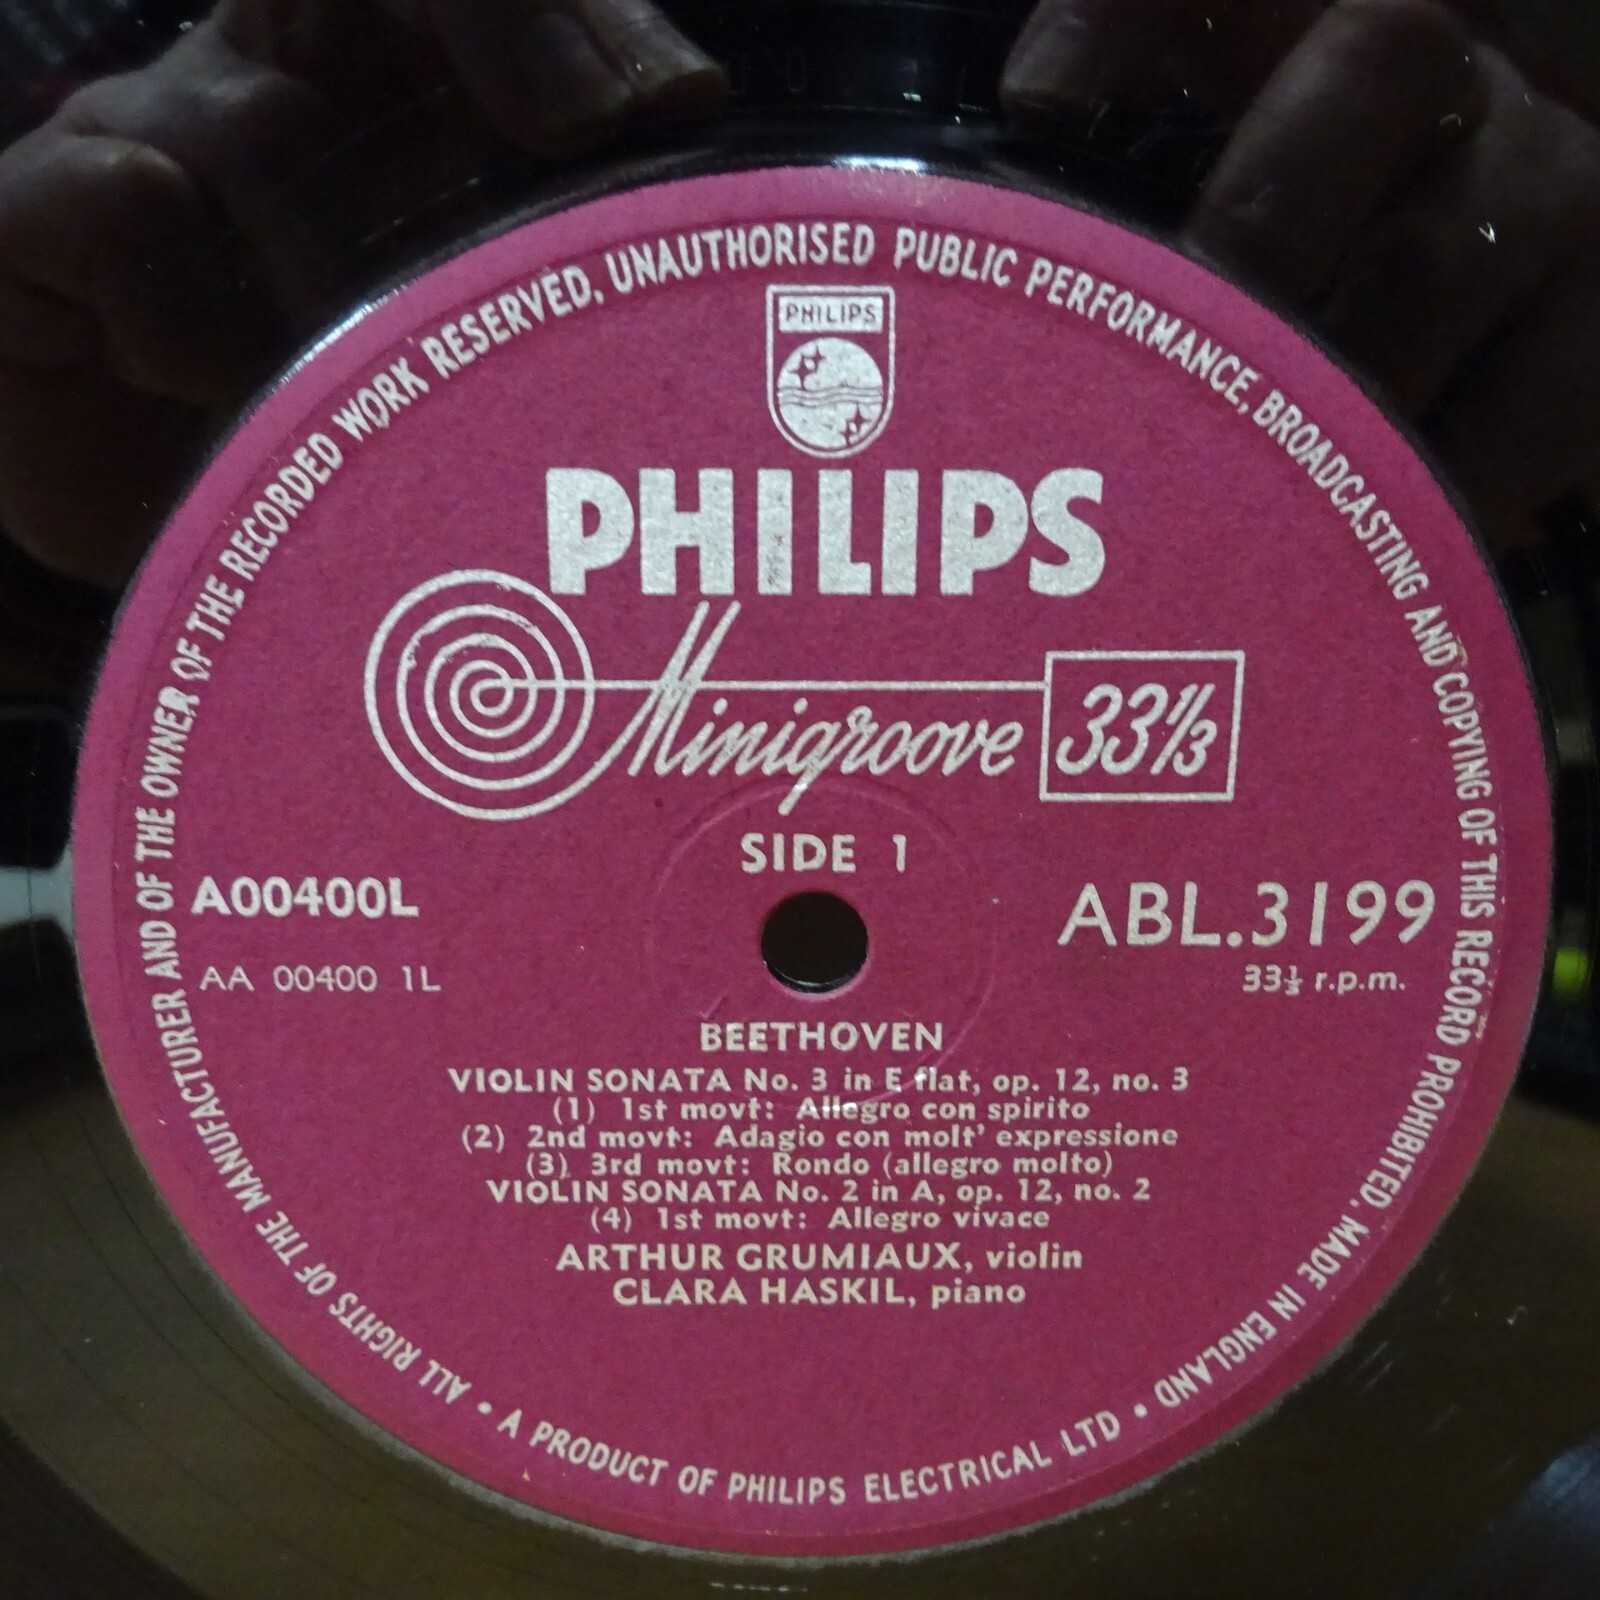 ALL RIGHTS OF THE MANUFACTURER AND OF THE OWNER OF THE RECORDED WORK RESERVED. UNAUTHORISED PUBLIC PERFORMANCE, BROADCASTING AND COPYING OF THIS RECORD PROHIBITED. MADE IN ENGLAND
PHILIPS
PHILIPS
Minigroove 33 1/3
SIDE 1
A00400L
ABL.3199
AA 00400 1L
33⅓ r.p.m.
BEETHOVEN
VIOLIN SONATA No. 3 in E flat, op. 12, no. 3
(1) 1st movt: Allegro con spirito
(2) 2nd movt: Adagio con molt' expressione
(3) 3rd movt: Rondo (allegro molto)
VIOLIN SONATA No. 2 in A, op. 12, no. 2
(4) 1st movt: Allegro vivace
ARTHUR GRUMIAUX, violin
CLARA HASKIL, piano
• A PRODUCT OF PHILIPS ELECTRICAL LTD •